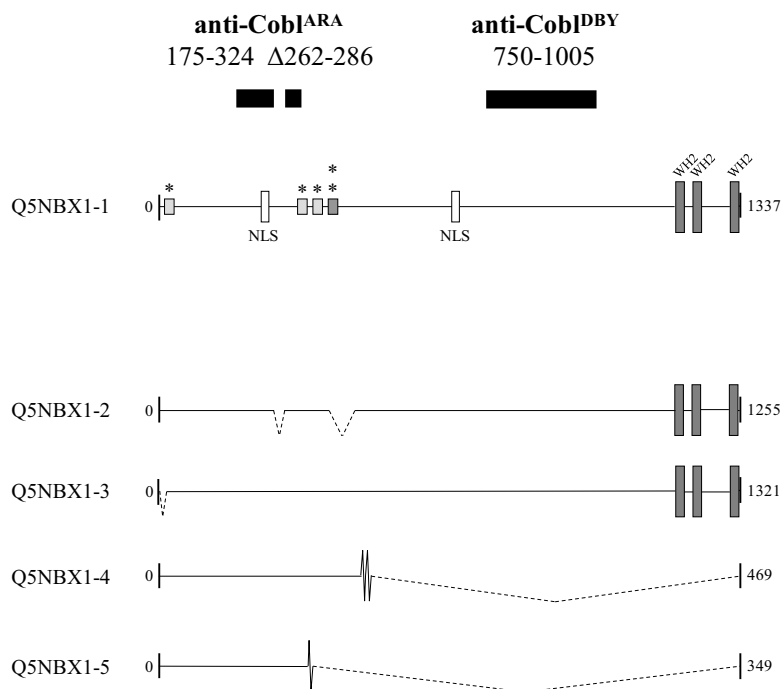 anti-Cobl^ARA anti-Cobl^DBY
175-324 Δ262-286 750-1005
* * * * *
WH2 WH2 WH2
Q5NBX1-1 0 1337
NLS NLS
Q5NBX1-2 0 1255
Q5NBX1-3 0 1321
Q5NBX1-4 0 469
Q5NBX1-5 0 349